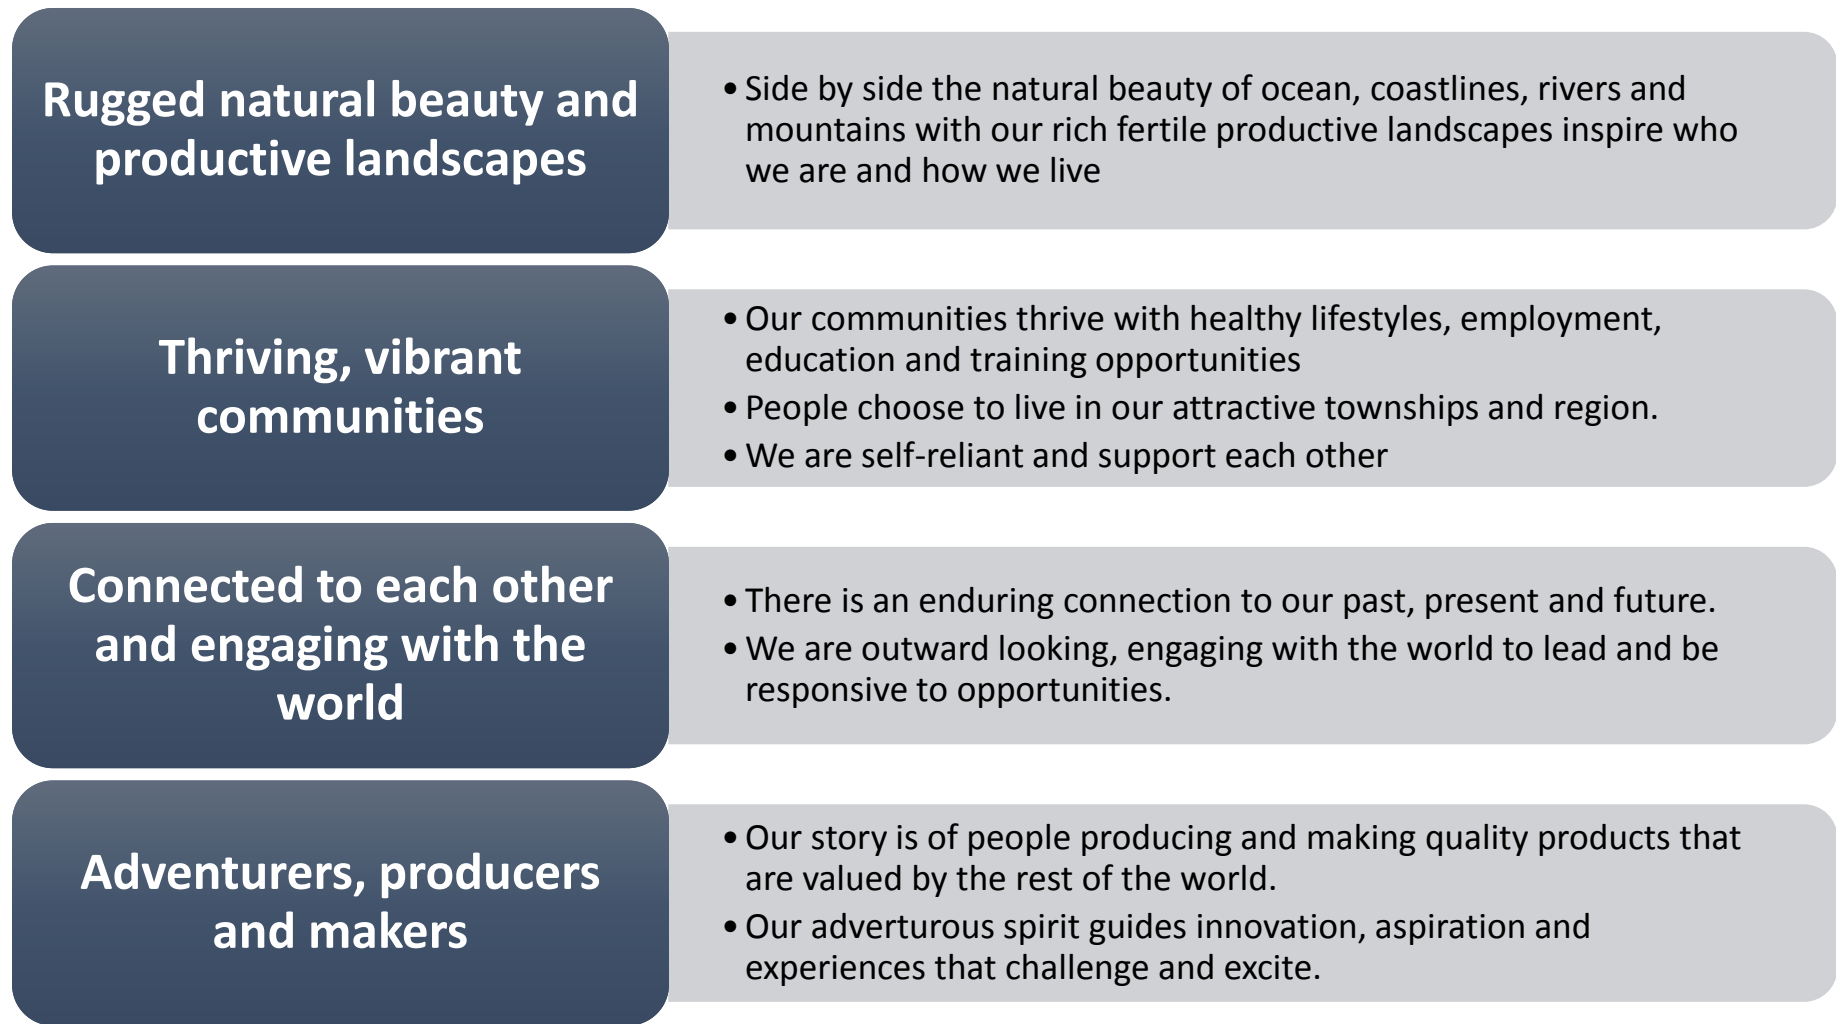 Rugged natural beauty and
productive landscapes
• Side by side the natural beauty of ocean, coastlines, rivers and
mountains with our rich fertile productive landscapes inspire who
we are and how we live
Thriving, vibrant
communities
• Our communities thrive with healthy lifestyles, employment,
education and training opportunities
• People choose to live in our attractive townships and region.
• We are self-reliant and support each other
Connected to each other
and engaging with the
world
• There is an enduring connection to our past, present and future.
• We are outward looking, engaging with the world to lead and be
responsive to opportunities.
Adventurers, producers
and makers
• Our story is of people producing and making quality products that
are valued by the rest of the world.
• Our adverturous spirit guides innovation, aspiration and
experiences that challenge and excite.